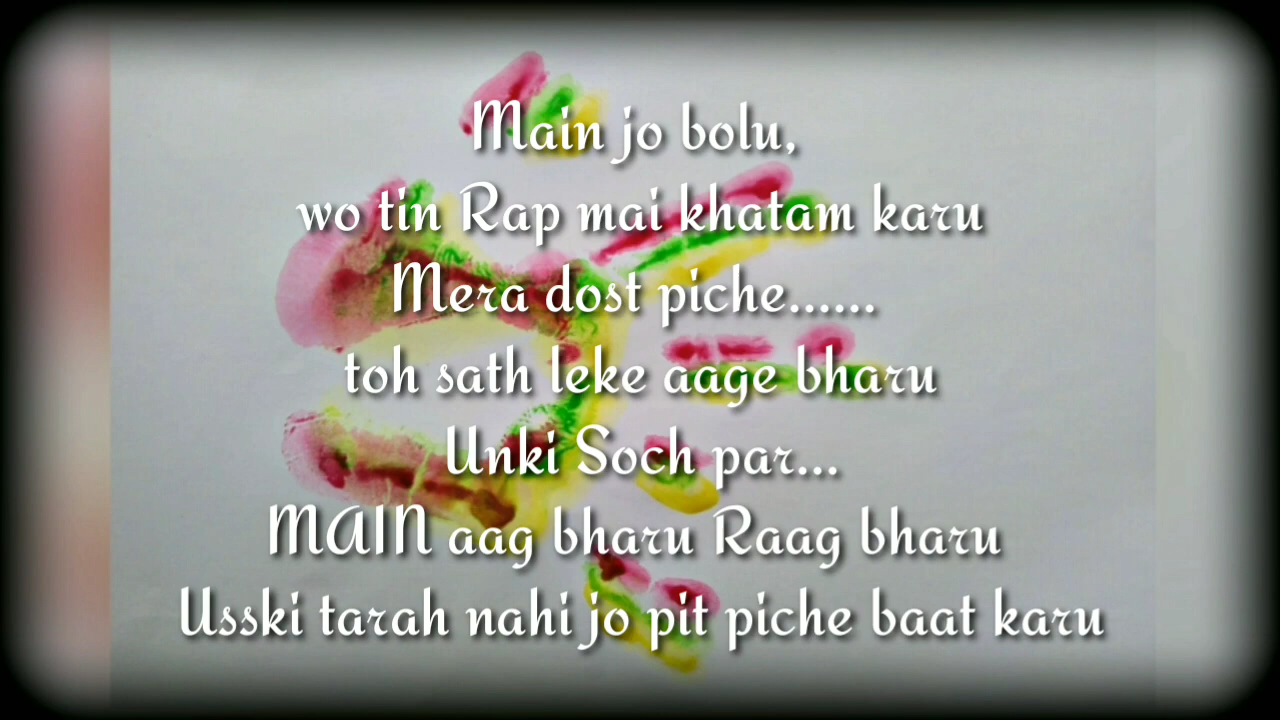 Main jo bolu,
wo tin Rap mai khatam karu
Mera dost piche......
toh sath leke aage bharu
Unki Soch par...
MAIN aag bharu Raag bharu
Usski tarah nahi jo pit piche baat karu